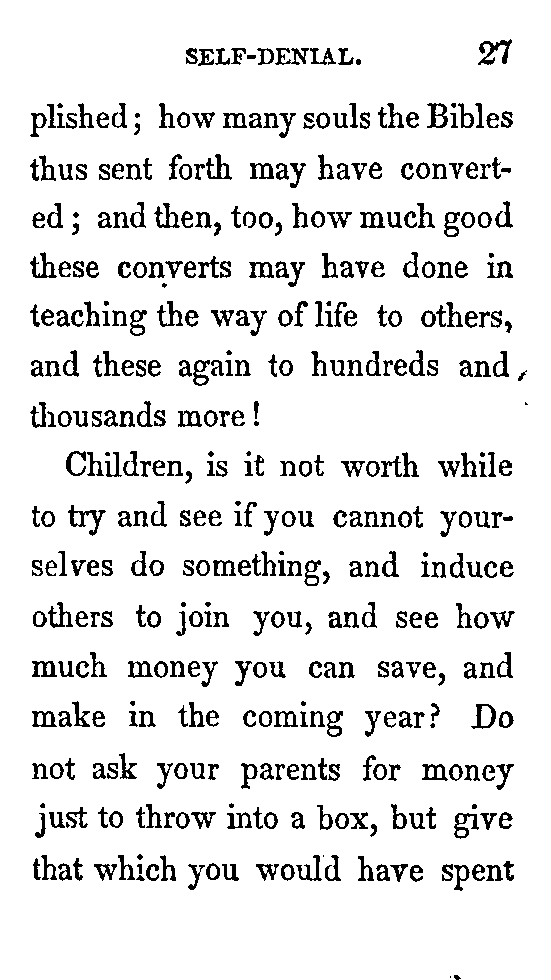 SELF-DENIAL. 27
plished; how many souls the Bibles
thus sent forth may have convert-
ed; and then, too, how much good
these converts may have done in
teaching the way of life to others,
and these again to hundreds and
thousands more!
Children, is it not worth while
to try and see if you cannot your-
selves do something, and induce
others to join you, and see how
much money you can save, and
make in the coming year? Do
not ask your parents for money
just to throw into a box, but give
that which you would have spent